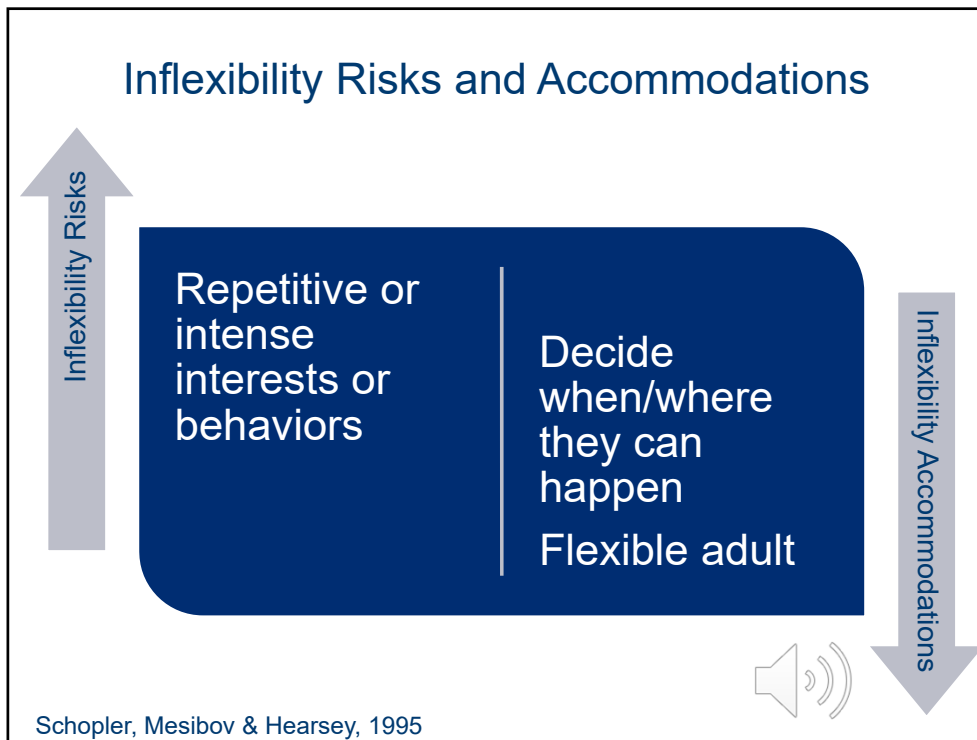 Inflexibility Risks and Accommodations
Inflexibility Risks
Repetitive or
intense
interests or
behaviors
Decide
when/where
they can
happen
Flexible adult
Inflexibility Accommodations
Schopler, Mesibov & Hearsey, 1995